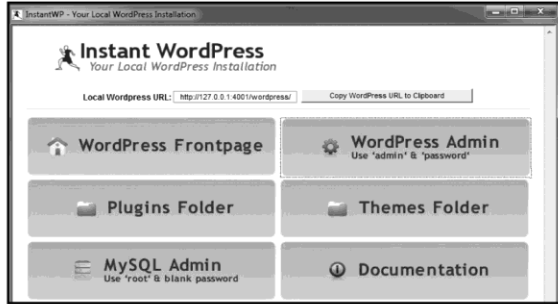 InstantWP - Your Local WordPress Installation
Instant WordPress
Your Local WordPress Installation
Local Wordpress URL: http://127.0.0.1:4001/wordpress/ Copy WordPress URL to Clipboard
WordPress Frontpage
WordPress Admin
Use 'admin' & 'password'
Plugins Folder
Themes Folder
MySQL Admin
Use 'root' & blank password
Documentation